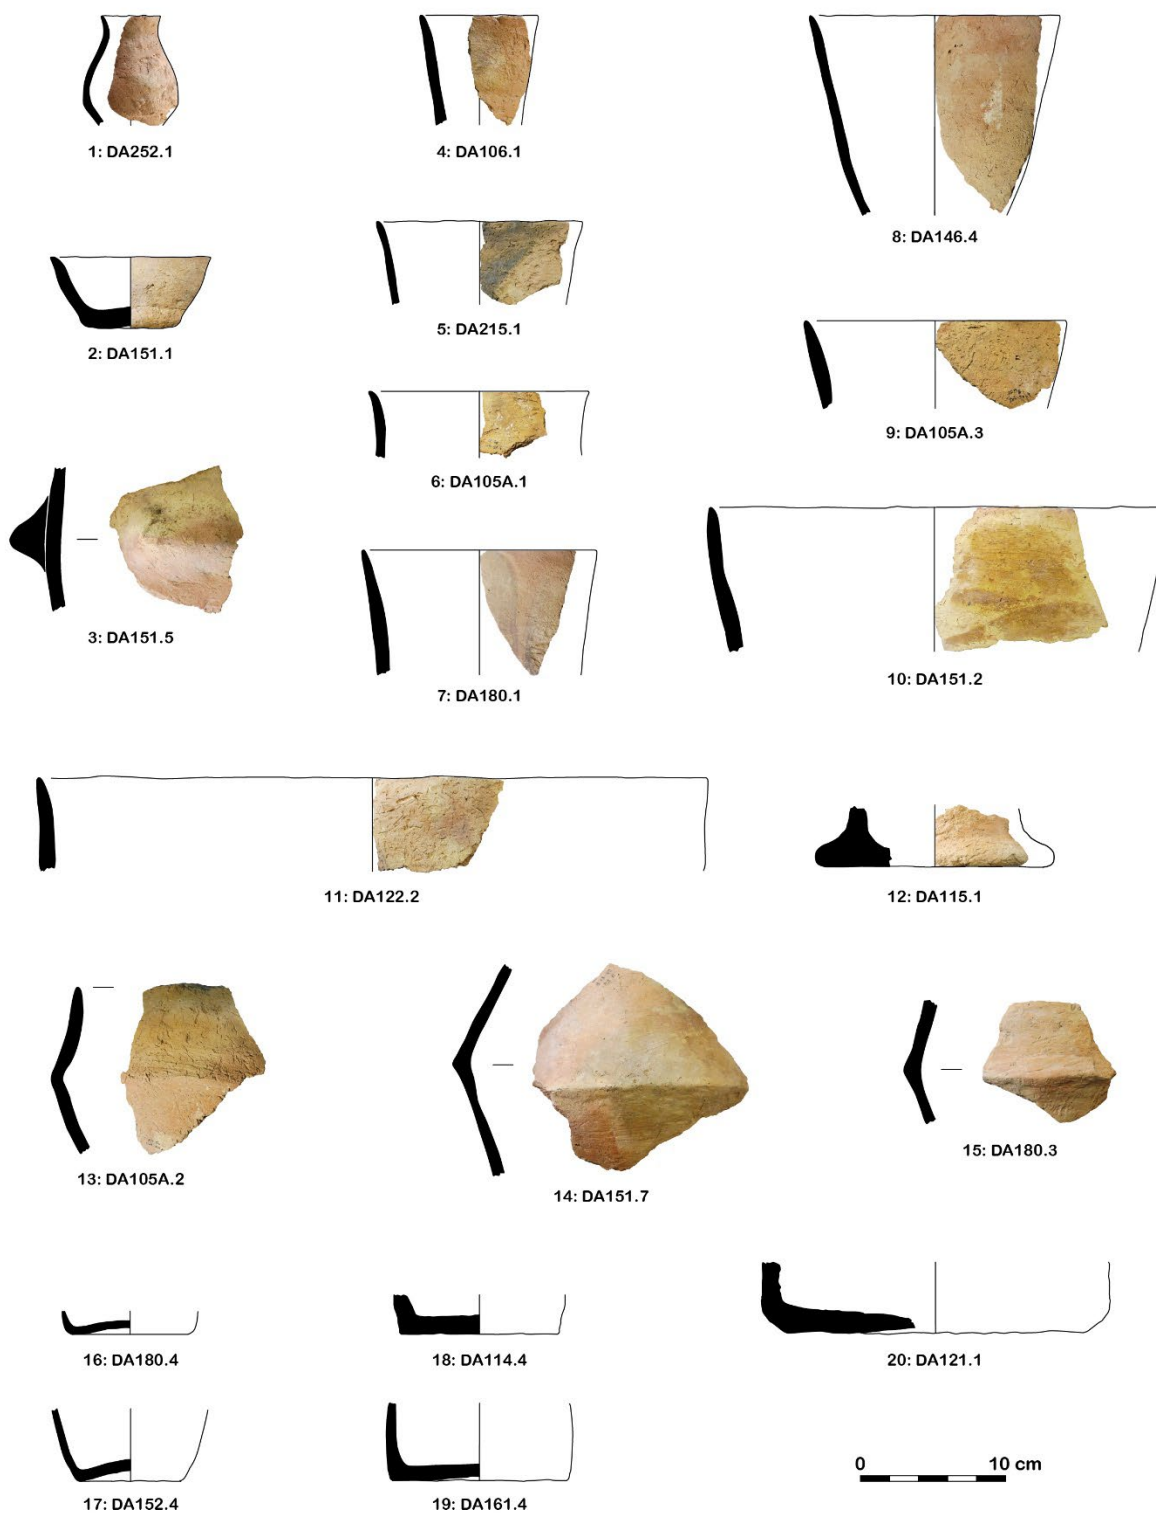 1: DA252.1
4: DA106.1
8: DA146.4
2: DA151.1
5: DA215.1
9: DA105A.3
6: DA105A.1
3: DA151.5
7: DA180.1
10: DA151.2
11: DA122.2
12: DA115.1
13: DA105A.2
14: DA151.7
15: DA180.3
16: DA180.4
18: DA114.4
20: DA121.1
17: DA152.4
19: DA161.4
0 10 cm